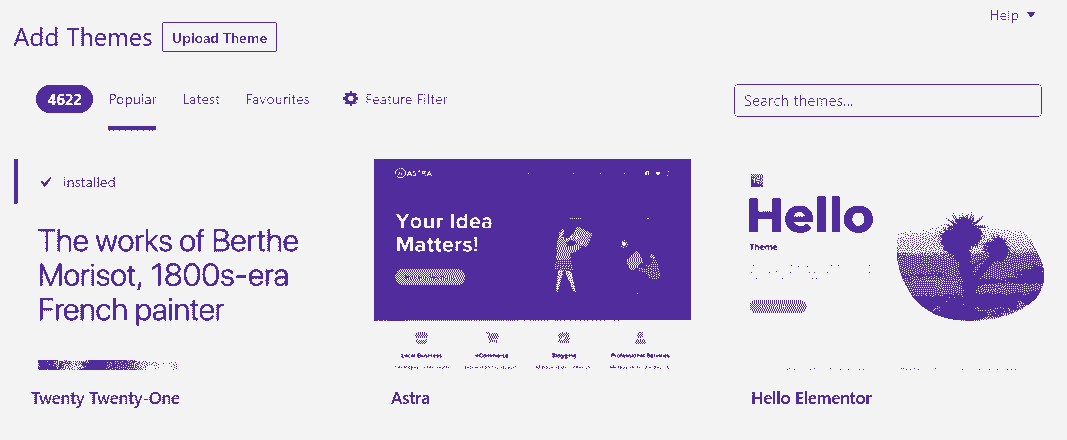 Help
Add Themes Upload Theme
4622 Popular Latest Favourites Feature Filter Search themes...
Installed
The works of Berthe
Morisot, 1800s-era
French painter
Twenty Twenty-One
ASTRA
Your Idea
Matters!
Local Business eCommerce Blogging Professional Services
Astra
Hello
Theme
Hello Elementor